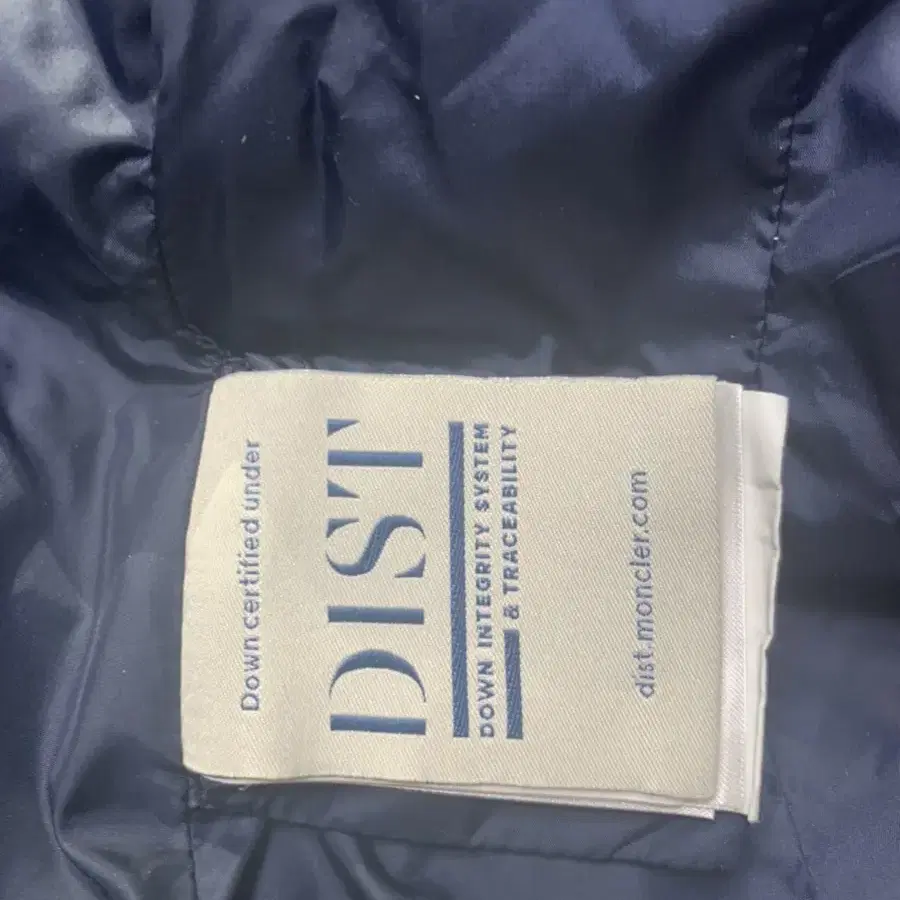 Down certified under
DIST
DOWN INTEGRITY SYSTEM
& TRACEABILITY
dist.moncler.com